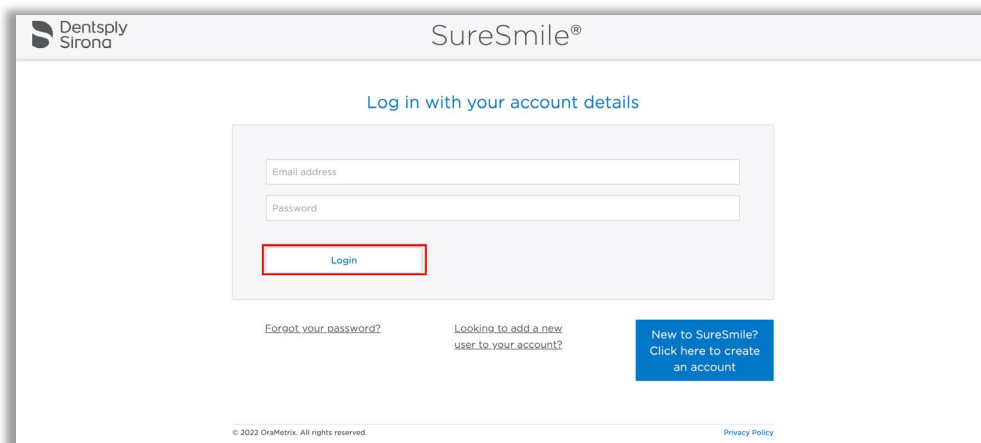 Dentsply
Sirona
SureSmile®
Log in with your account details
Email address
Password
Login
Forgot your password?
Looking to add a new
user to your account?
New to SureSmile?
Click here to create
an account
© 2022 OraMetrix. All rights reserved.
Privacy Policy